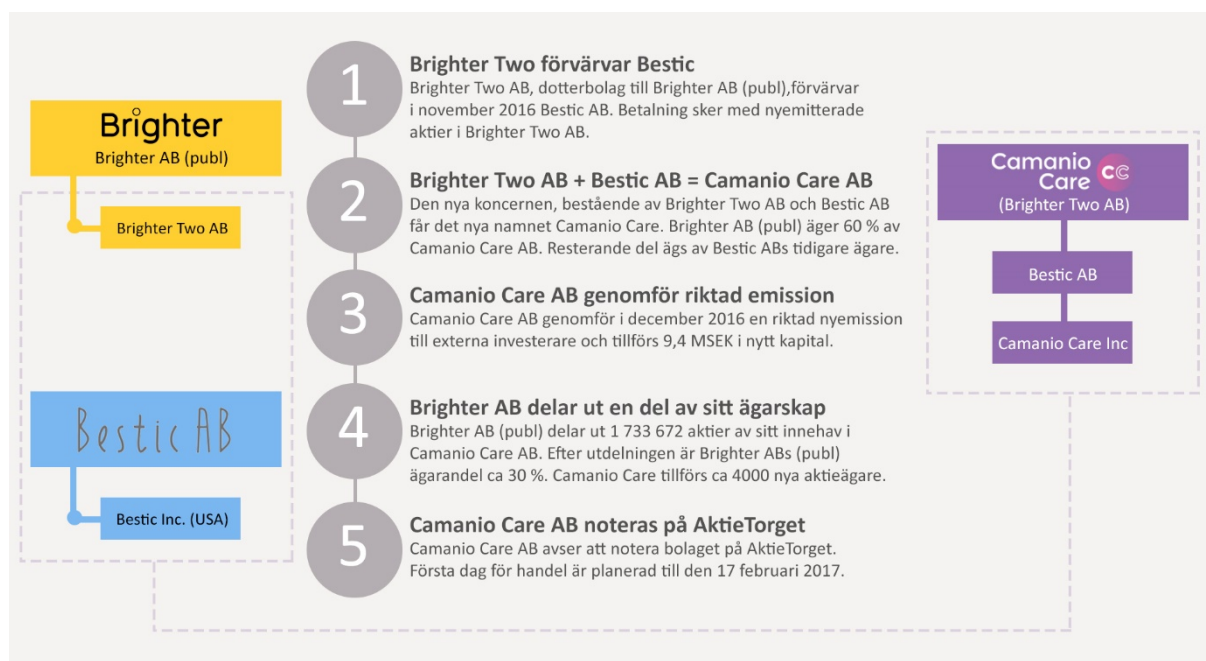 Brighter
Brighter AB (publ)
Brighter Two AB
Bestic AB
Bestic Inc. (USA)
1
Brighter Two förvärvar Bestic
Brighter Two AB, dotterbolag till Brighter AB (publ),förvärvar
i november 2016 Bestic AB. Betalning sker med nyemitterade
aktier i Brighter Two AB.
2
Brighter Two AB + Bestic AB = Camanio Care AB
Den nya koncernen, bestående av Brighter Two AB och Bestic AB
får det nya namnet Camanio Care. Brighter AB (publ) äger 60 % av
Camanio Care AB. Resterande del ägs av Bestic ABs tidigare ägare.
3
Camanio Care AB genomför riktad emission
Camanio Care AB genomför i december 2016 en riktad nyemission
till externa investerare och tillförs 9,4 MSEK i nytt kapital.
4
Brighter AB delar ut en del av sitt ägarskap
Brighter AB (publ) delar ut 1 733 672 aktier av sitt innehav i
Camanio Care AB. Efter utdelningen är Brighter ABs (publ)
ägarandel ca 30 %. Camanio Care tillförs ca 4000 nya aktieägare.
5
Camanio Care AB noteras på AktieTorget
Camanio Care AB avser att notera bolaget på AktieTorget.
Första dag för handel är planerad till den 17 februari 2017.
Camanio
Care CC
(Brighter Two AB)
Bestic AB
Camanio Care Inc